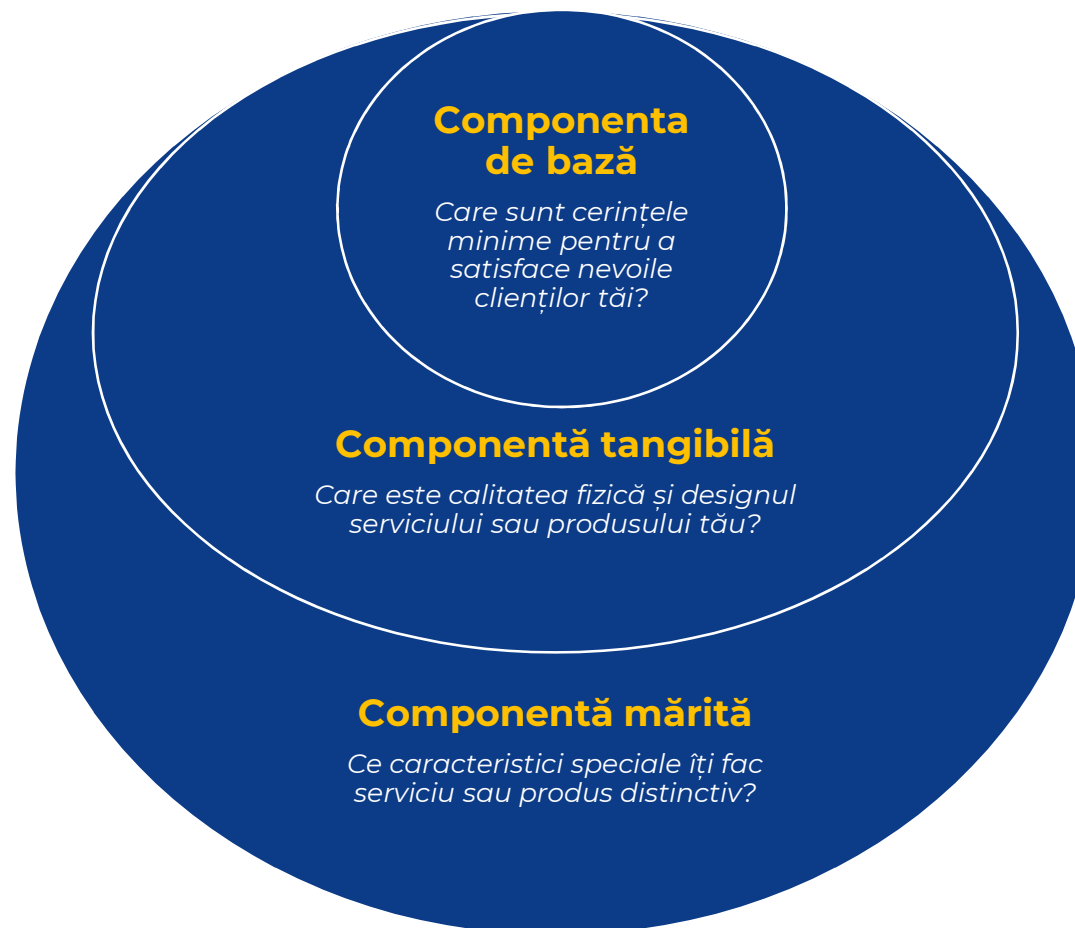 Componenta
de bază
Care sunt cerințele
minime pentru a
satisface nevoile
clienților tăi?
Componentă tangibilă
Care este calitatea fizică și designul
serviciului sau produsului tău?
Componentă mărită
Ce caracteristici speciale îți fac
serviciu sau produs distinctiv?